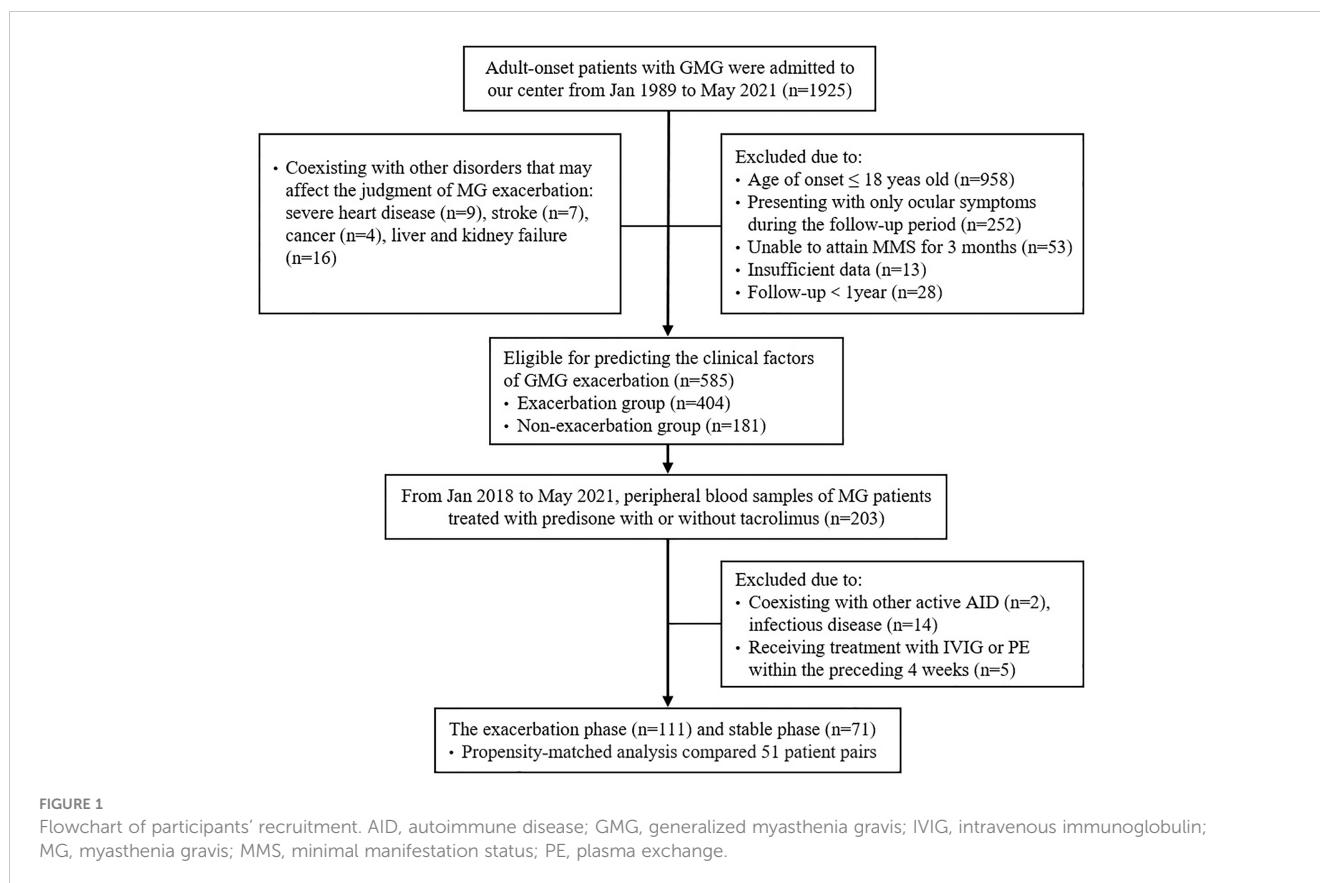 Adult-onset patients with GMG were admitted to
our center from Jan 1989 to May 2021 (n=1925)
• Coexisting with other disorders that may
affect the judgment of MG exacerbation:
severe heart disease (n=9), stroke (n=7),
cancer (n=4), liver and kidney failure
(n=16)
Excluded due to:
• Age of onset ≤ 18 yeas old (n=958)
• Presenting with only ocular symptoms
during the follow-up period (n=252)
• Unable to attain MMS for 3 months (n=53)
• Insufficient data (n=13)
• Follow-up < 1year (n=28)
Eligible for predicting the clinical factors
of GMG exacerbation (n=585)
• Exacerbation group (n=404)
• Non-exacerbation group (n=181)
From Jan 2018 to May 2021, peripheral blood samples of MG patients
treated with predisone with or without tacrolimus (n=203)
Excluded due to:
• Coexisting with other active AID (n=2),
infectious disease (n=14)
• Receiving treatment with IVIG or PE
within the preceding 4 weeks (n=5)
The exacerbation phase (n=111) and stable phase (n=71)
• Propensity-matched analysis compared 51 patient pairs
FIGURE 1
Flowchart of participants' recruitment. AID, autoimmune disease; GMG, generalized myasthenia gravis; IVIG, intravenous immunoglobulin;
MG, myasthenia gravis; MMS, minimal manifestation status; PE, plasma exchange.